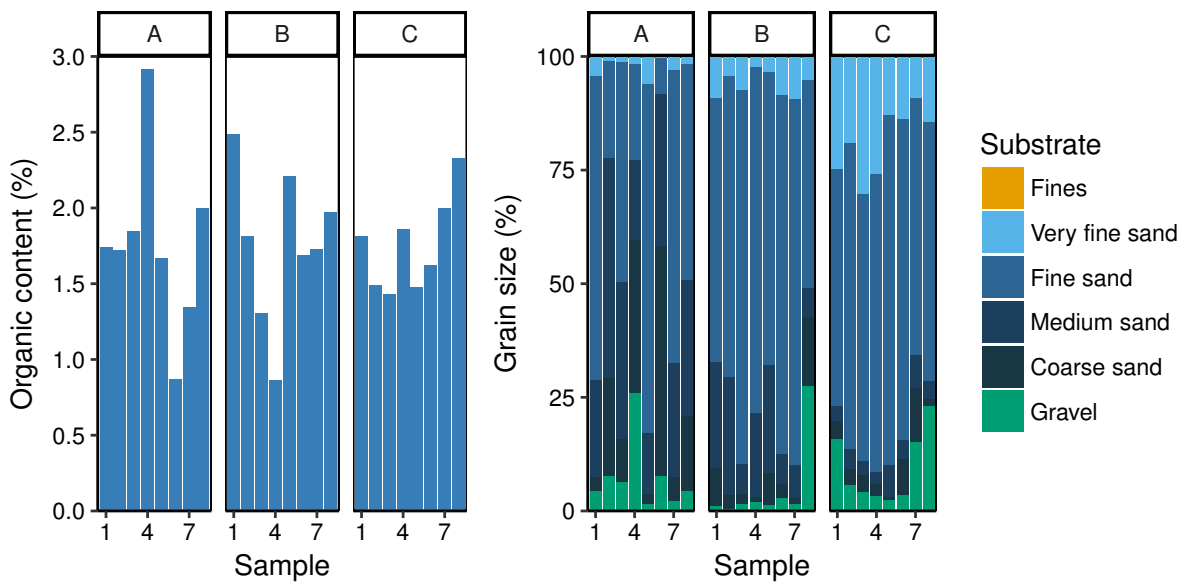 A B C
Organic content (%)
3.0
2.5
2.0
1.5
1.0
0.5
0.0
1 4 7 1 4 7 1 4 7
Sample
A B C
Grain size (%)
100
75
50
25
0
1 4 7 1 4 7 1 4 7
Sample
Substrate
Fines
Very fine sand
Fine sand
Medium sand
Coarse sand
Gravel